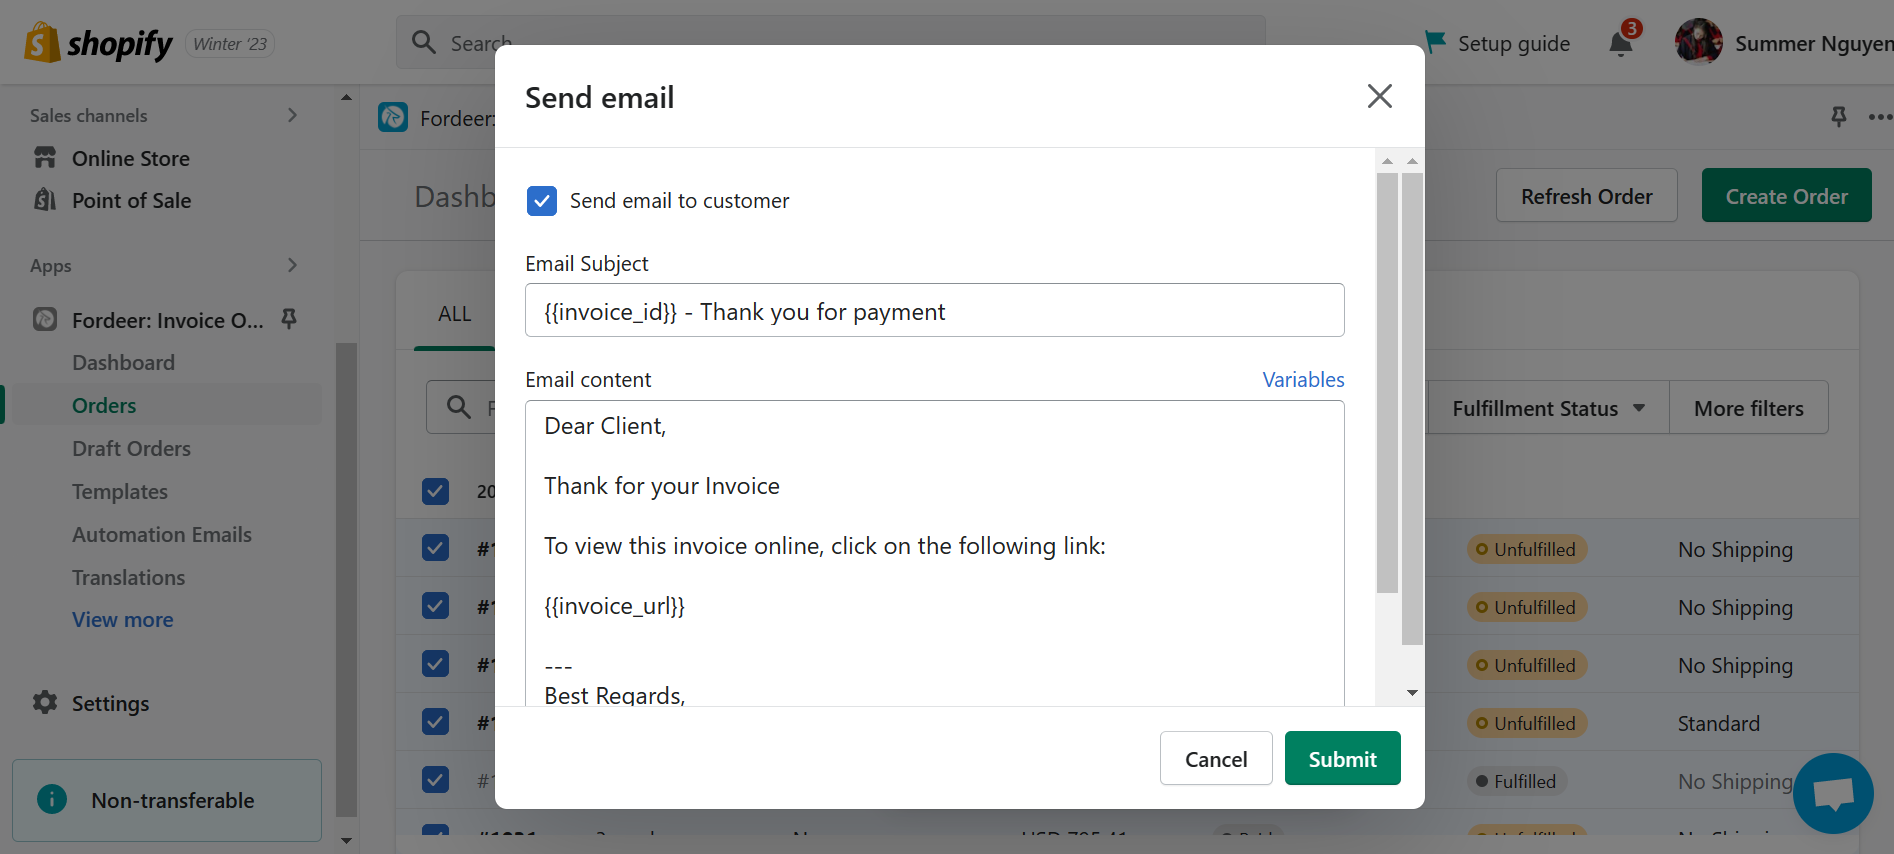 shopify
Winter '23
Search
Setup guide
3
Summer Nguyen
Sales channels
Online Store
Point of Sale
Apps
Fordeer: Invoice O...
Dashboard
Orders
Draft Orders
Templates
Automation Emails
Translations
View more
Settings
Non-transferable
Fordeer:
Dashb
Refresh Order
Create Order
ALL
Fulfillment Status
More filters
20
#1
Unfulfilled
No Shipping
#1
Unfulfilled
No Shipping
#1
Unfulfilled
No Shipping
#1
Unfulfilled
Standard
#1
Fulfilled
No Shipping
Send email
Send email to customer
Email Subject
{{invoice_id}} - Thank you for payment
Email content
Variables
Dear Client,
Thank for your Invoice
To view this invoice online, click on the following link:
{{invoice_url}}
---
Best Regards,
Cancel
Submit